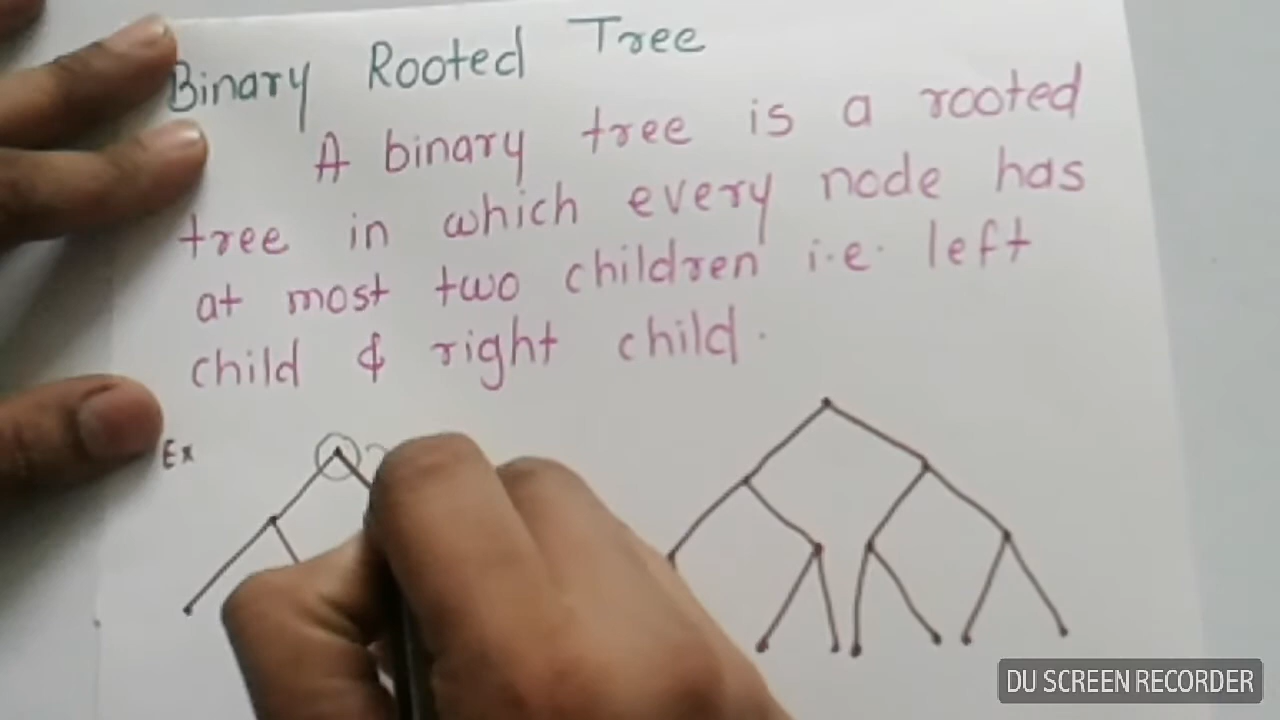 Binary Rooted Tree
A binary tree is a rooted
tree in which every node has
at most two children i.e. left
child & right child.
Ex
DU SCREEN RECORDER